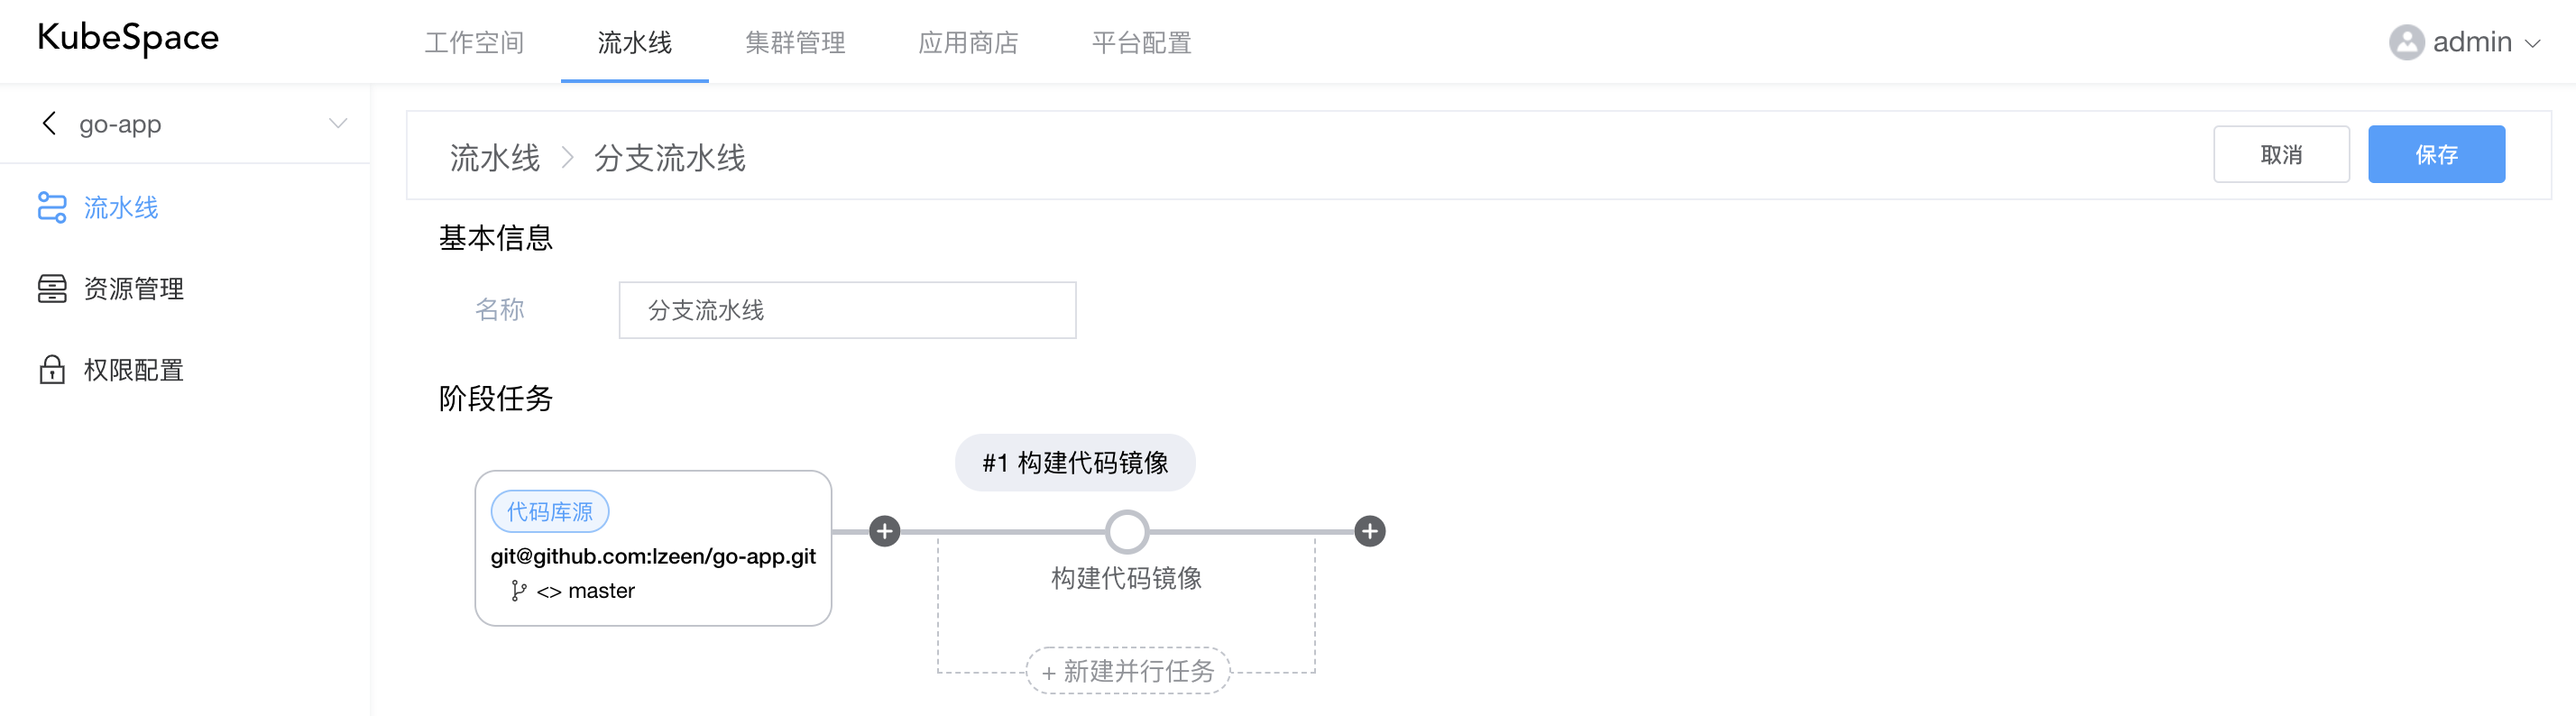 KubeSpace
工作空间
流水线
集群管理
应用商店
平台配置
admin
go-app
流水线
资源管理
权限配置
流水线 > 分支流水线
取消
保存
基本信息
名称
分支流水线
阶段任务
#1 构建代码镜像
代码库源
git@github.com:lzeen/go-app.git
<> master
构建代码镜像
+ 新建并行任务